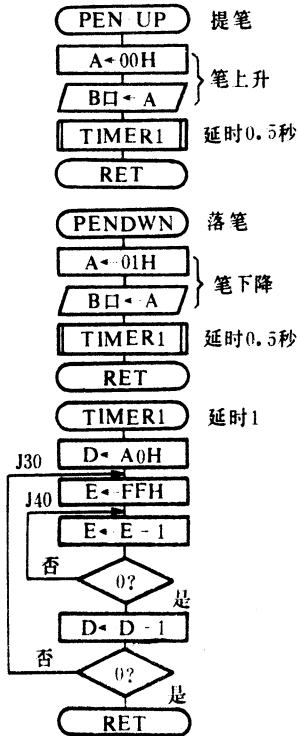 PEN UP 提笔
A←00H
笔上升
B口←A
TIMER1 延时0.5秒
RET
PENDWN 落笔
A←01H
笔下降
B口←A
TIMER1 延时0.5秒
RET
TIMER1 延时1
D←A0H
J30
E←FFH
J40
E←E-1
否
0?
是
D←D-1
否
0?
是
RET